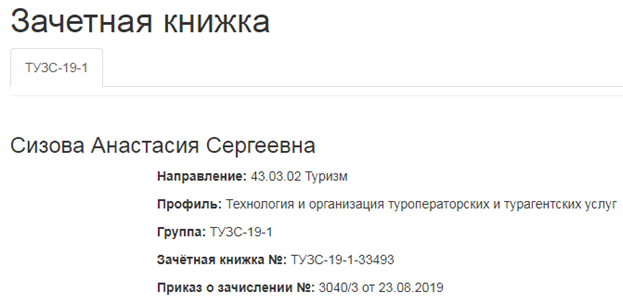 Зачетная книжка
ТУЗС-19-1
Сизова Анастасия Сергеевна
Направление: 43.03.02 Туризм
Профиль: Технология и организация туроператорских и турагентских услуг
Группа: ТУЗС-19-1
Зачётная книжка №: ТУЗС-19-1-33493
Приказ о зачислении №: 3040/3 от 23.08.2019